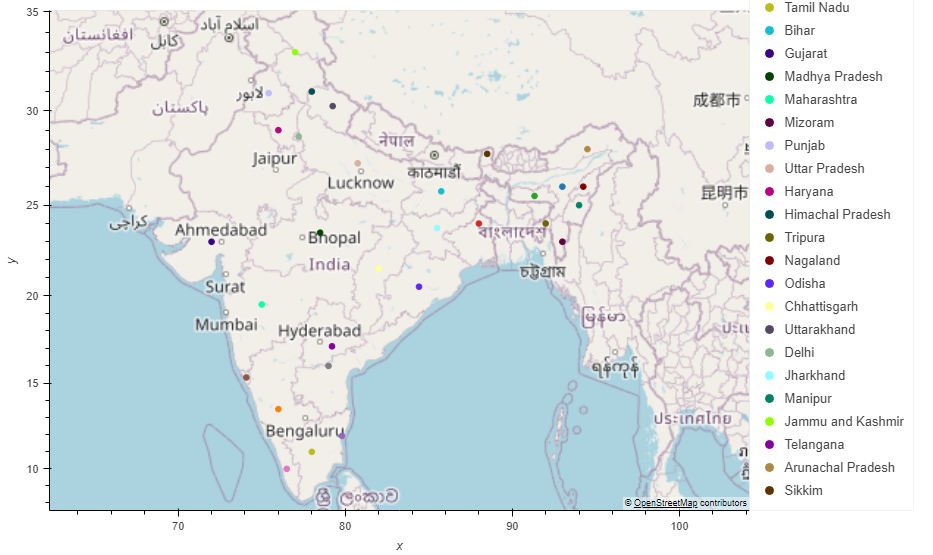 35
30
25
20
15
10
y
70
80
90
100
x
افغانستان
کابل
اسلام آباد
لاہور
پاکستان
کراچی
Jaipur
Lucknow
नेपाल
काठमाडौँ
Ahmedabad
Bhopal
India
Surat
Mumbai
Hyderabad
Bengaluru
বাংলাদেশ
চট্টগ্রাম
မြန်မာ
ရန်ကုန်
ประเทศไทย
成都市
昆明市
ශ්‍රී ලංකාව
© OpenStreetMap contributors
Tamil Nadu
Bihar
Gujarat
Madhya Pradesh
Maharashtra
Mizoram
Punjab
Uttar Pradesh
Haryana
Himachal Pradesh
Tripura
Nagaland
Odisha
Chhattisgarh
Uttarakhand
Delhi
Jharkhand
Manipur
Jammu and Kashmir
Telangana
Arunachal Pradesh
Sikkim